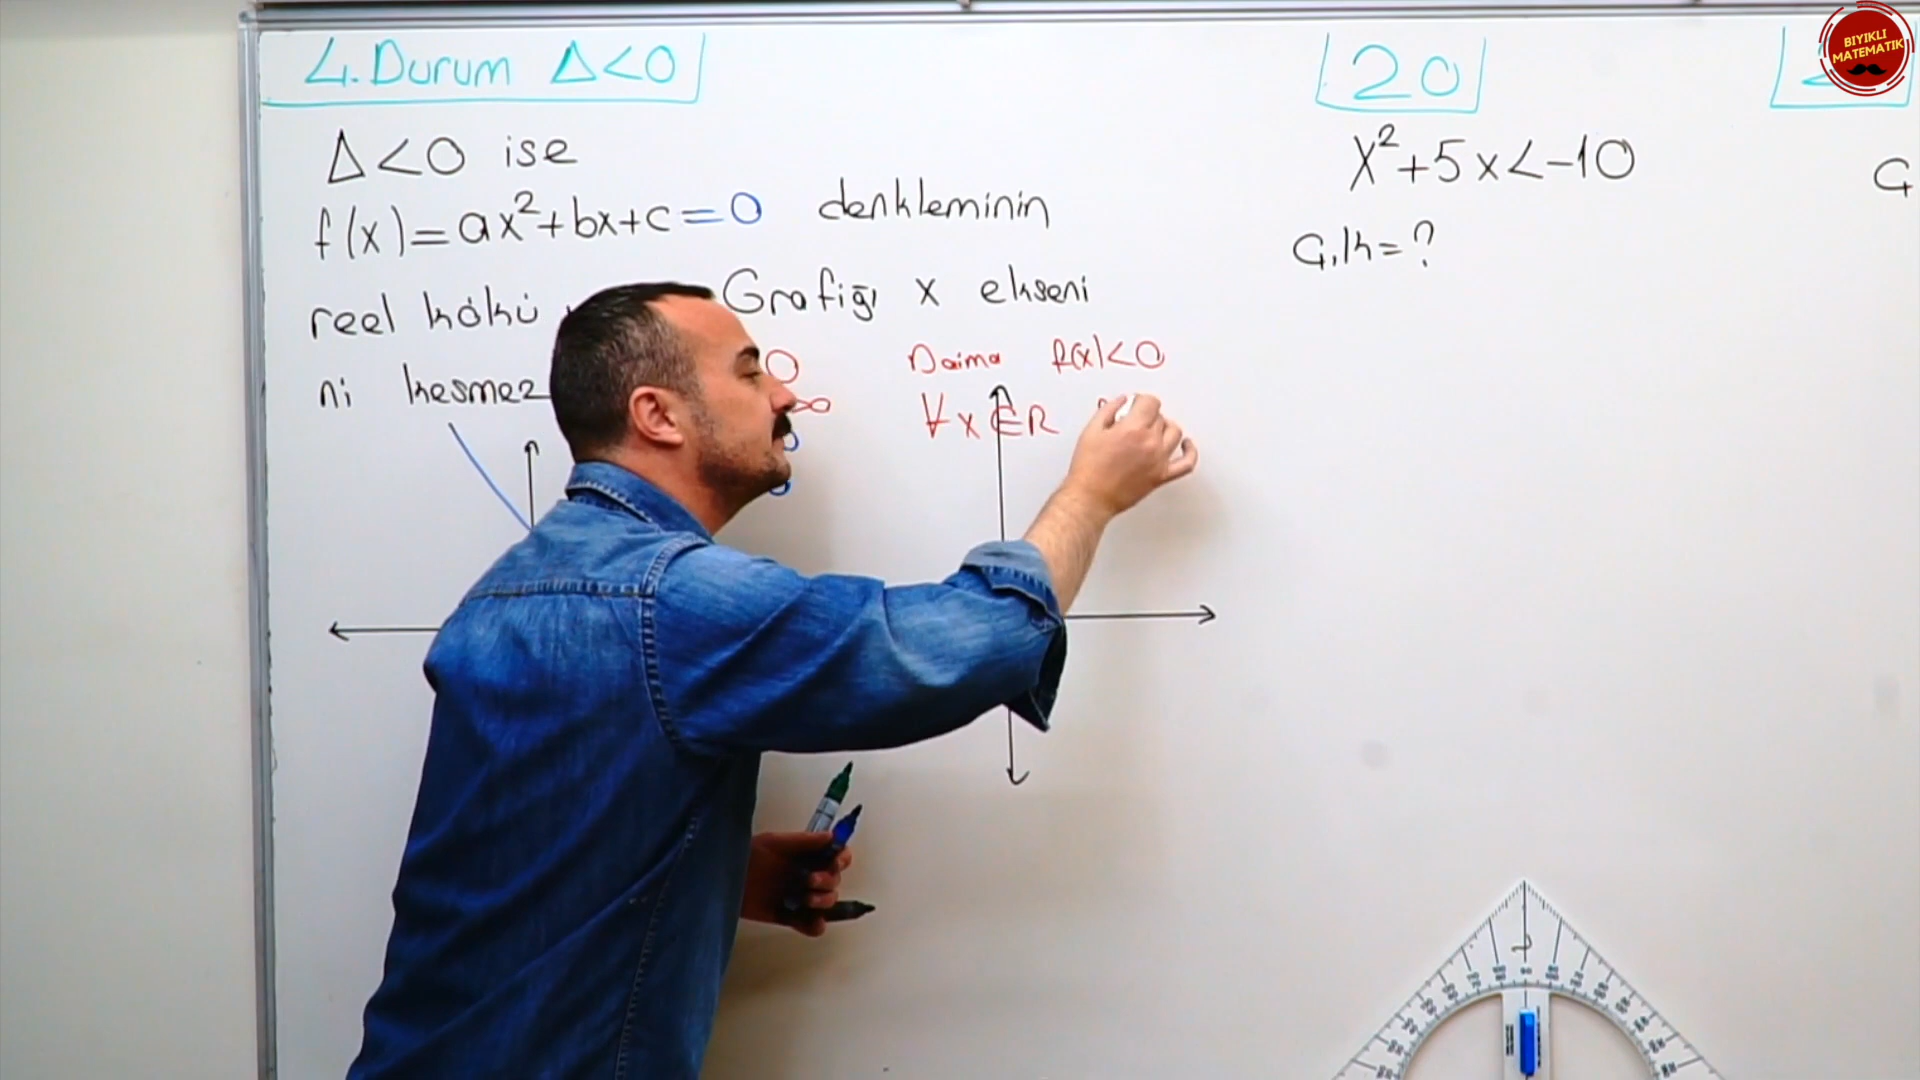 4. Durum Δ<0
Δ<0 ise
f(x)=ax²+bx+c=0 denkleminin
reel kökü
Grafiği x ekseni
ni kesmez
0
∞
Daima f(x)<0
∀x∈R
20
x²+5x<-10
Ç.K=?
Ç
BIYIKLI
MATEMATİK